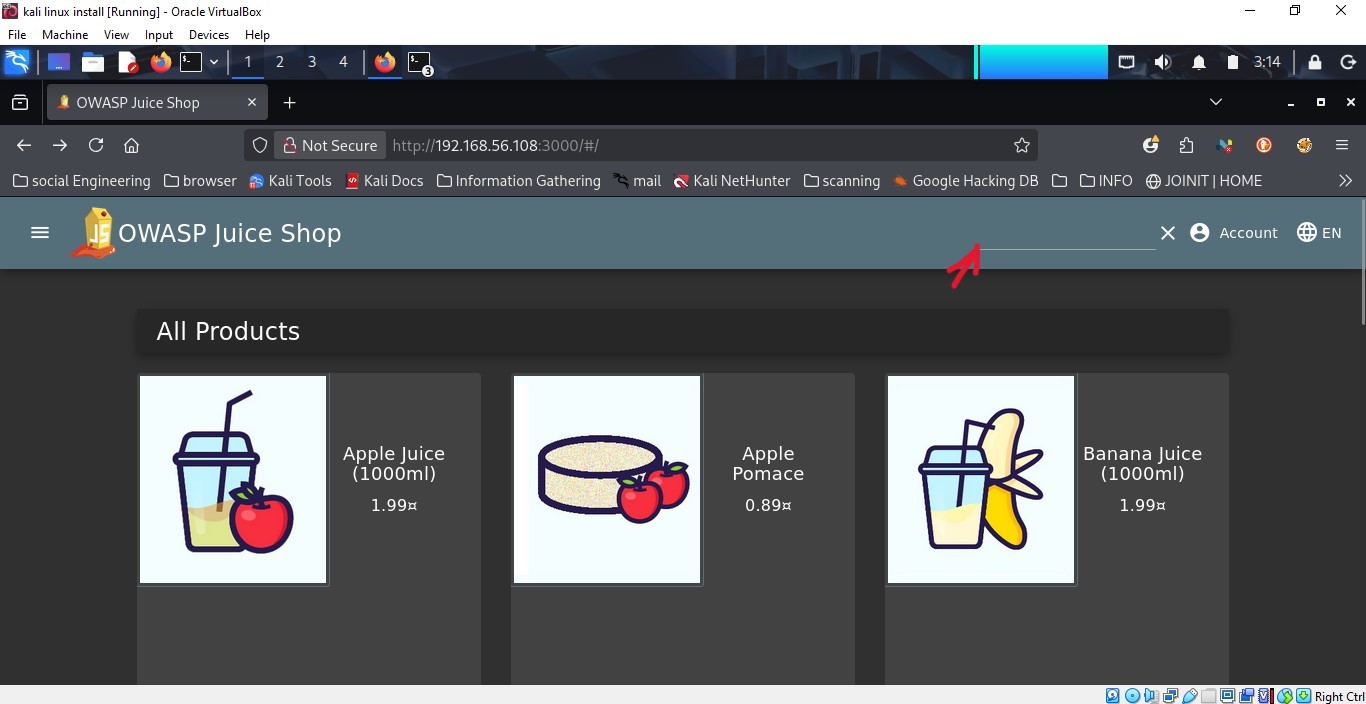 kali linux install [Running] - Oracle VirtualBox
File Machine View Input Devices Help
1 2 3 4 3 3:14
OWASP Juice Shop
Not Secure http://192.168.56.108:3000/#/
social Engineering browser Kali Tools Kali Docs Information Gathering mail Kali NetHunter scanning Google Hacking DB INFO JOINIT | HOME
JS OWASP Juice Shop Account EN
All Products
Apple Juice
(1000ml)
1.99¤
Apple
Pomace
0.89¤
Banana Juice
(1000ml)
1.99¤
Right Ctrl